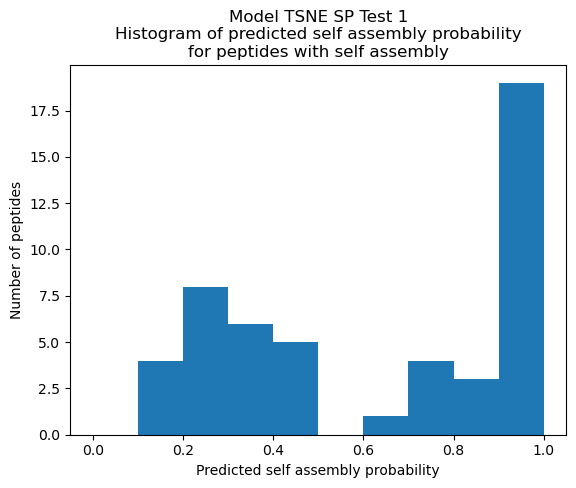 Model TSNE SP Test 1
Histogram of predicted self assembly probability
for peptides with self assembly
Number of peptides
17.5
15.0
12.5
10.0
7.5
5.0
2.5
0.0
0.0 0.2 0.4 0.6 0.8 1.0
Predicted self assembly probability